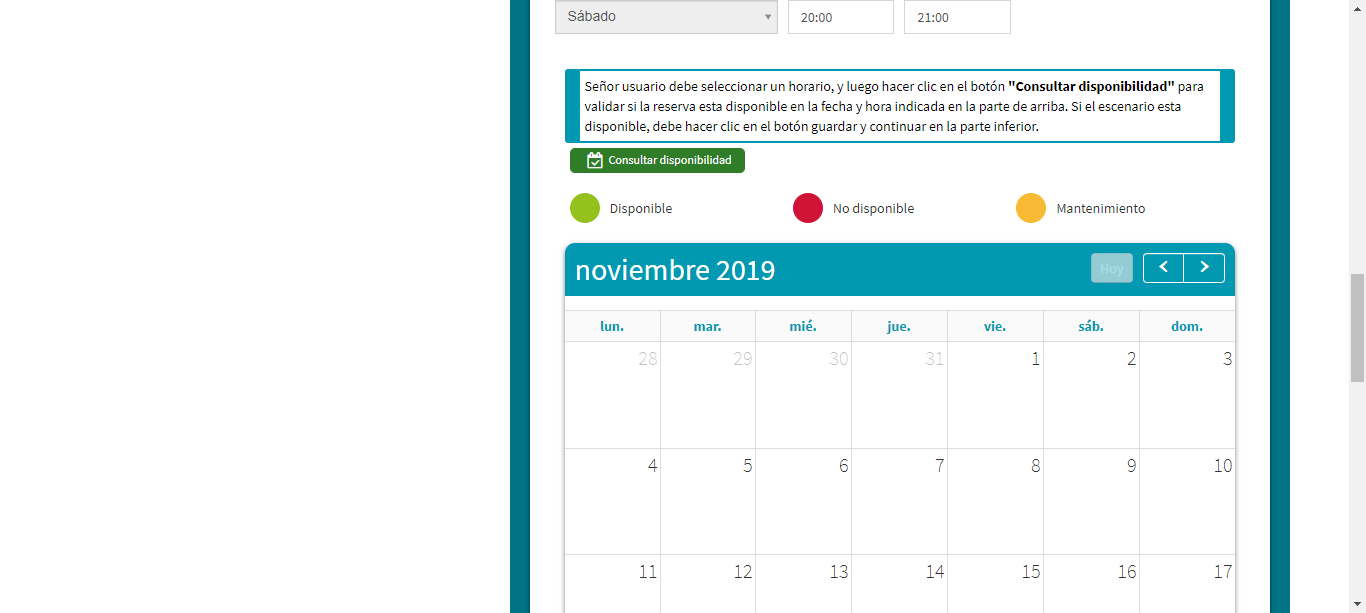 Sábado 20:00 21:00
Señor usuario debe seleccionar un horario, y luego hacer clic en el botón "Consultar disponibilidad" para
validar si la reserva esta disponible en la fecha y hora indicada en la parte de arriba. Si el escenario esta
disponible, debe hacer clic en el botón guardar y continuar en la parte inferior.
Consultar disponibilidad
Disponible No disponible Mantenimiento
noviembre 2019 Hoy
lun. mar. mié. jue. vie. sáb. dom.
28 29 30 31 1 2 3
4 5 6 7 8 9 10
11 12 13 14 15 16 17